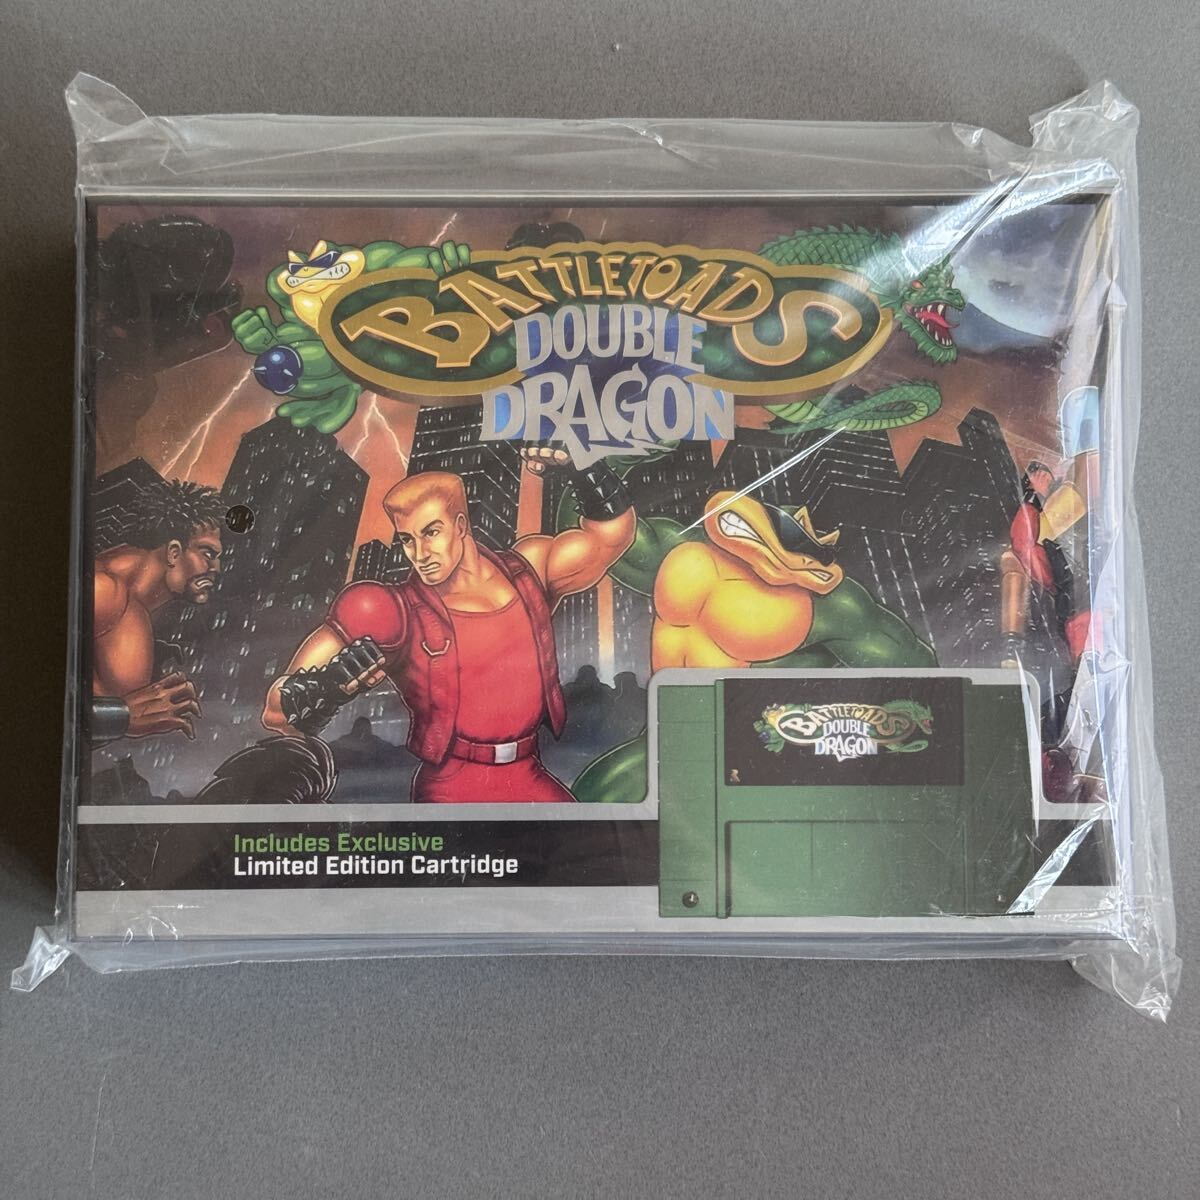 BATTLETOADS
DOUBLE
DRAGON
BATTLETOADS
DOUBLE
DRAGON
Includes Exclusive
Limited Edition Cartridge